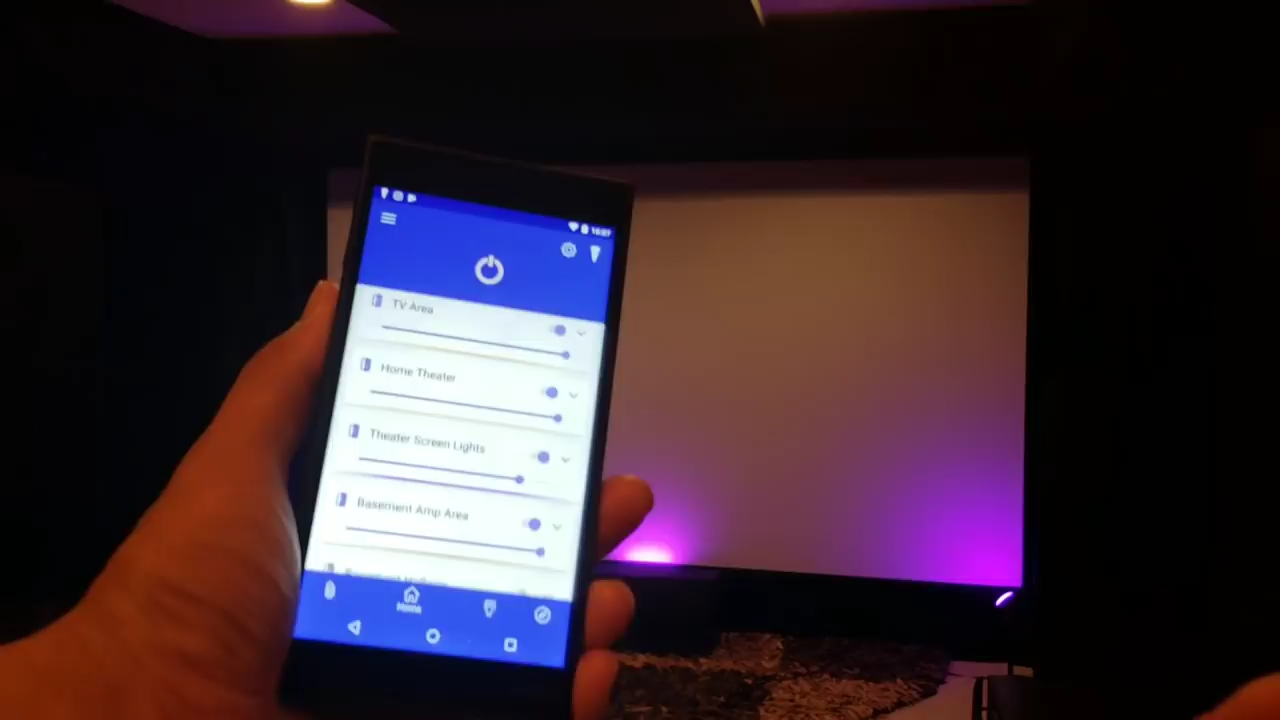 TV Area
Home Theater
Theater Screen Lights
Basement Amp Area
Home